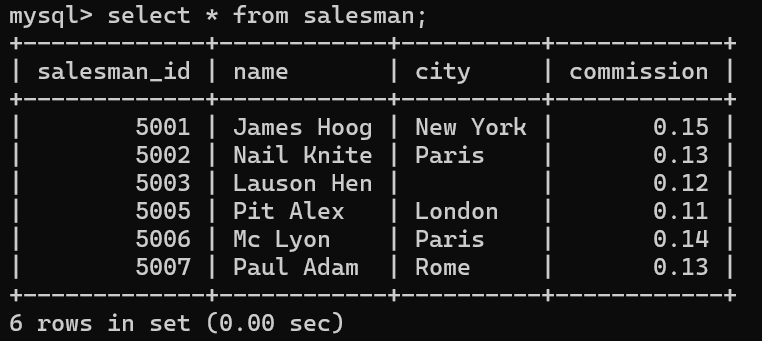 mysql> select * from salesman;
+-------------+------------+----------+------------+
| salesman_id | name       | city     | commission |
+-------------+------------+----------+------------+
|        5001 | James Hoog | New York |       0.15 |
|        5002 | Nail Knite | Paris    |       0.13 |
|        5003 | Lauson Hen |          |       0.12 |
|        5005 | Pit Alex   | London   |       0.11 |
|        5006 | Mc Lyon    | Paris    |       0.14 |
|        5007 | Paul Adam  | Rome     |       0.13 |
+-------------+------------+----------+------------+
6 rows in set (0.00 sec)